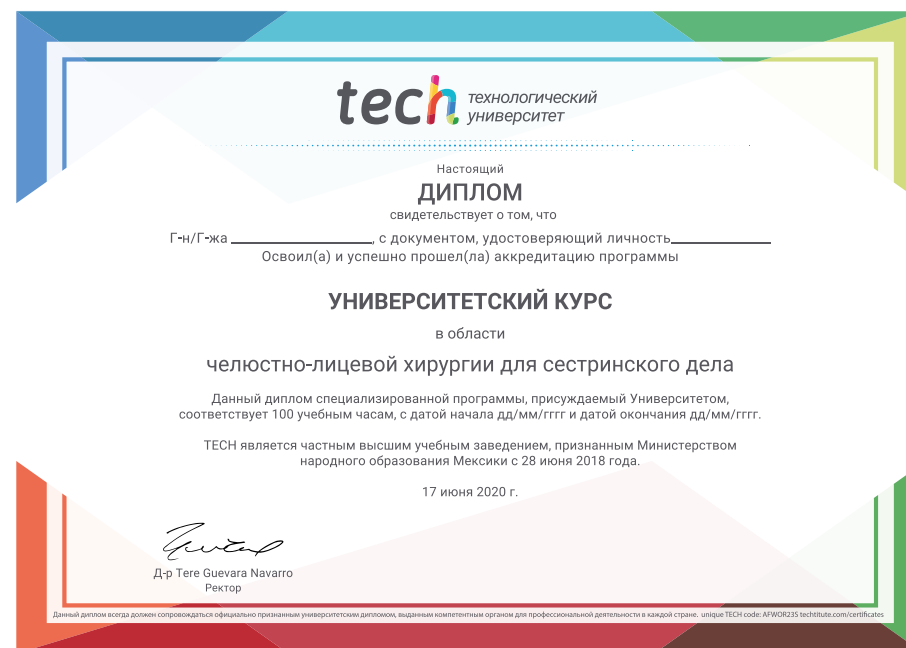 tech технологический
университет
Настоящий
ДИПЛОМ
свидетельствует о том, что
Г-н/Г-жа ____________________, с документом, удостоверяющий личность______________
Освоил(а) и успешно прошел(ла) аккредитацию программы
УНИВЕРСИТЕТСКИЙ КУРС
в области
челюстно-лицевой хирургии для сестринского дела
Данный диплом специализированной программы, присуждаемый Университетом,
соответствует 100 учебным часам, с датой начала дд/мм/гггг и датой окончания дд/мм/гггг.
TECH является частным высшим учебным заведением, признанным Министерством
народного образования Мексики с 28 июня 2018 года.
17 июня 2020 г.
Д-р Tere Guevara Navarro
Ректор
Данный диплом всегда должен сопровождаться официально признанным университетским дипломом, выданным компетентным органом для профессиональной деятельности в каждой стране. unique TECH code: AFWOR23S techtitute.com/certificates